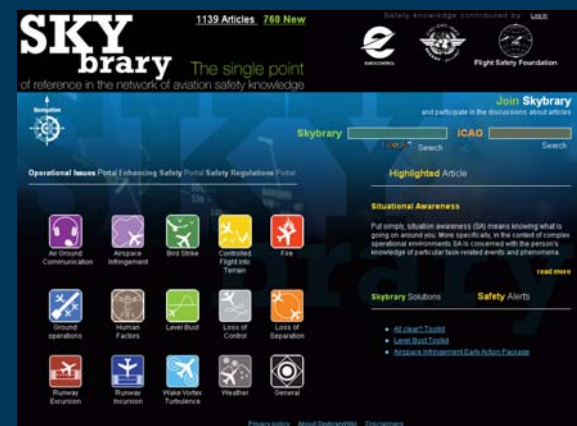 SKY
brary
1139 Articles 760 New
The single point
of reference in the network of aviation safety knowledge
Safety knowledge contributed by Log in
EUROCONTROL
Flight Safety Foundation
Navigation
Join Skybrary
and participate in the discussions about articles
Skybrary
ICAO
Search
Search
Operational Issues Portal Enhancing Safety Portal Safety Regulations Portal
Highlighted Article
Situational Awareness
Put simply, situation awareness (SA) means knowing what is
going on around you. More specifically, in the context of complex
operational environments SA is concerned with the person's
knowledge of particular task-related events and phenomena.
read more
Air Ground
Communication
Airspace
Infringement
Bird Strike
Controlled
Flight into
Terrain
Fire
Ground
operations
Human
Factors
Level Bust
Loss of
Control
Loss of
Separation
Runway
Excursion
Runway
Incursion
Wake Vortex
Turbulence
Weather
General
Skybrary Solutions
Safety Alerts
All clear? Toolkit
Level Bust Toolkit
Airspace Infringement Early Action Package
Privacy policy About SkybraryWiki Disclaimers